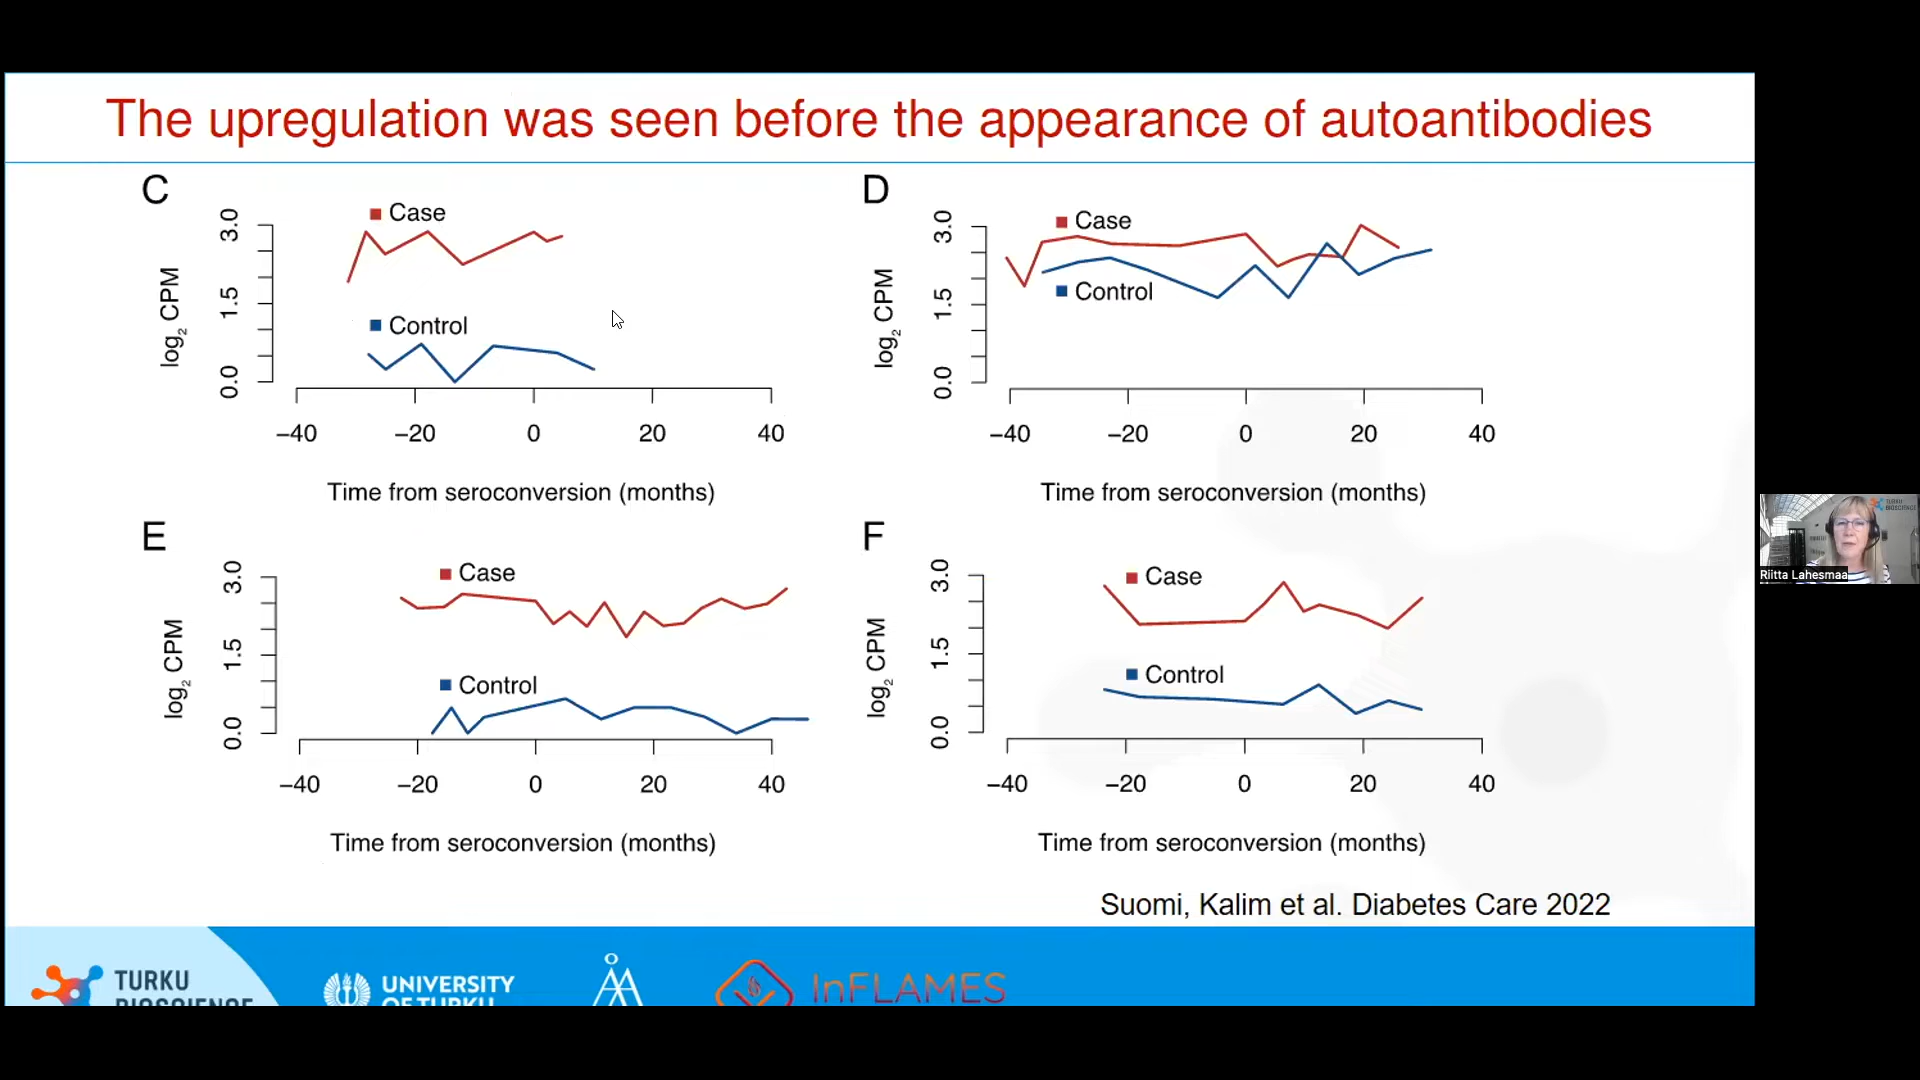 The upregulation was seen before the appearance of autoantibodies
C
Case
Control
log2 CPM
0.0 1.5 3.0
−40 −20 0 20 40
Time from seroconversion (months)
D
Case
Control
log2 CPM
0.0 1.5 3.0
−40 −20 0 20 40
Time from seroconversion (months)
E
Case
Control
log2 CPM
0.0 1.5 3.0
−40 −20 0 20 40
Time from seroconversion (months)
F
Case
Control
log2 CPM
0.0 1.5 3.0
−40 −20 0 20 40
Time from seroconversion (months)
Suomi, Kalim et al. Diabetes Care 2022
TURKU
BIOSCIENCE
UNIVERSITY
OF TURKU
InFLAMES
TURKU
BIOSCIENCE
Riitta Lahesmaa